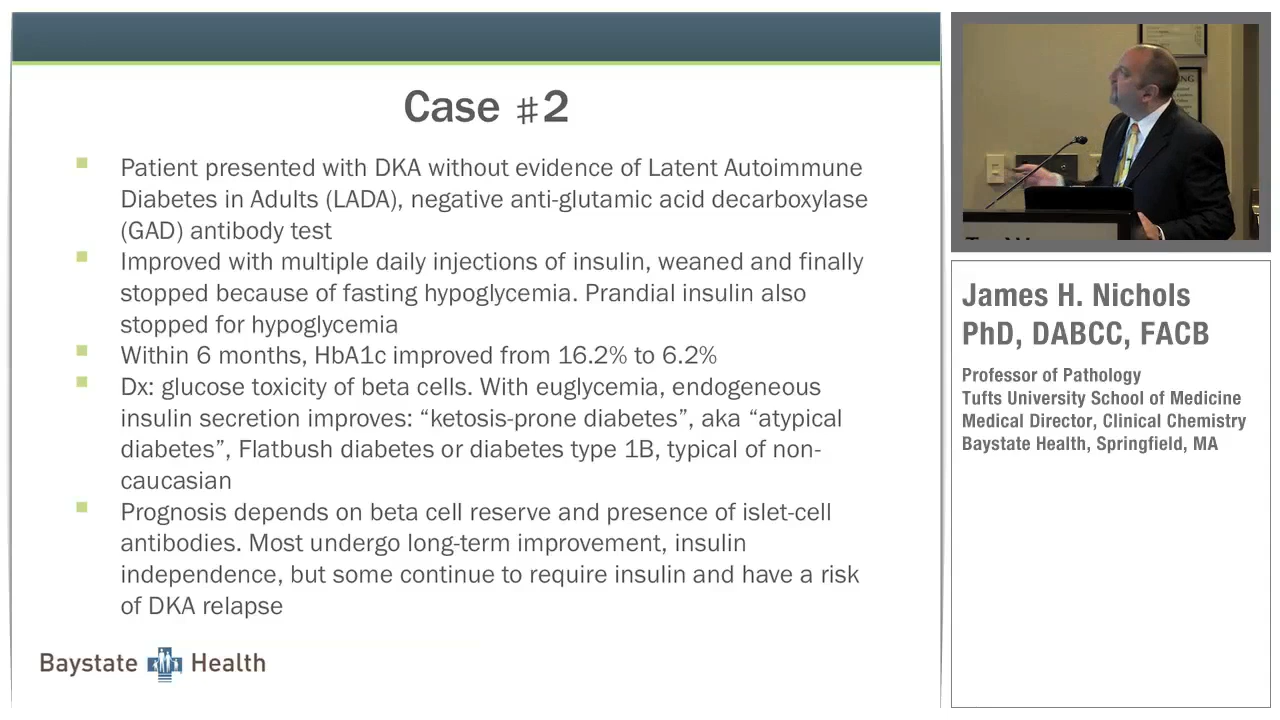 Case #2
Patient presented with DKA without evidence of Latent Autoimmune
Diabetes in Adults (LADA), negative anti-glutamic acid decarboxylase
(GAD) antibody test
Improved with multiple daily injections of insulin, weaned and finally
stopped because of fasting hypoglycemia. Prandial insulin also
stopped for hypoglycemia
Within 6 months, HbA1c improved from 16.2% to 6.2%
Dx: glucose toxicity of beta cells. With euglycemia, endogeneous
insulin secretion improves: “ketosis-prone diabetes”, aka “atypical
diabetes”, Flatbush diabetes or diabetes type 1B, typical of non-
caucasian
Prognosis depends on beta cell reserve and presence of islet-cell
antibodies. Most undergo long-term improvement, insulin
independence, but some continue to require insulin and have a risk
of DKA relapse
Baystate Health
James H. Nichols
PhD, DABCC, FACB
Professor of Pathology
Tufts University School of Medicine
Medical Director, Clinical Chemistry
Baystate Health, Springfield, MA